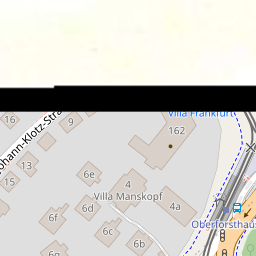 Villa Frankfurt
16
9
162
ohann-Klotz-Stra
13
6e
15
4
Villa Manskopf
6d
4a
6f
Oberforsthaus
6c
6b